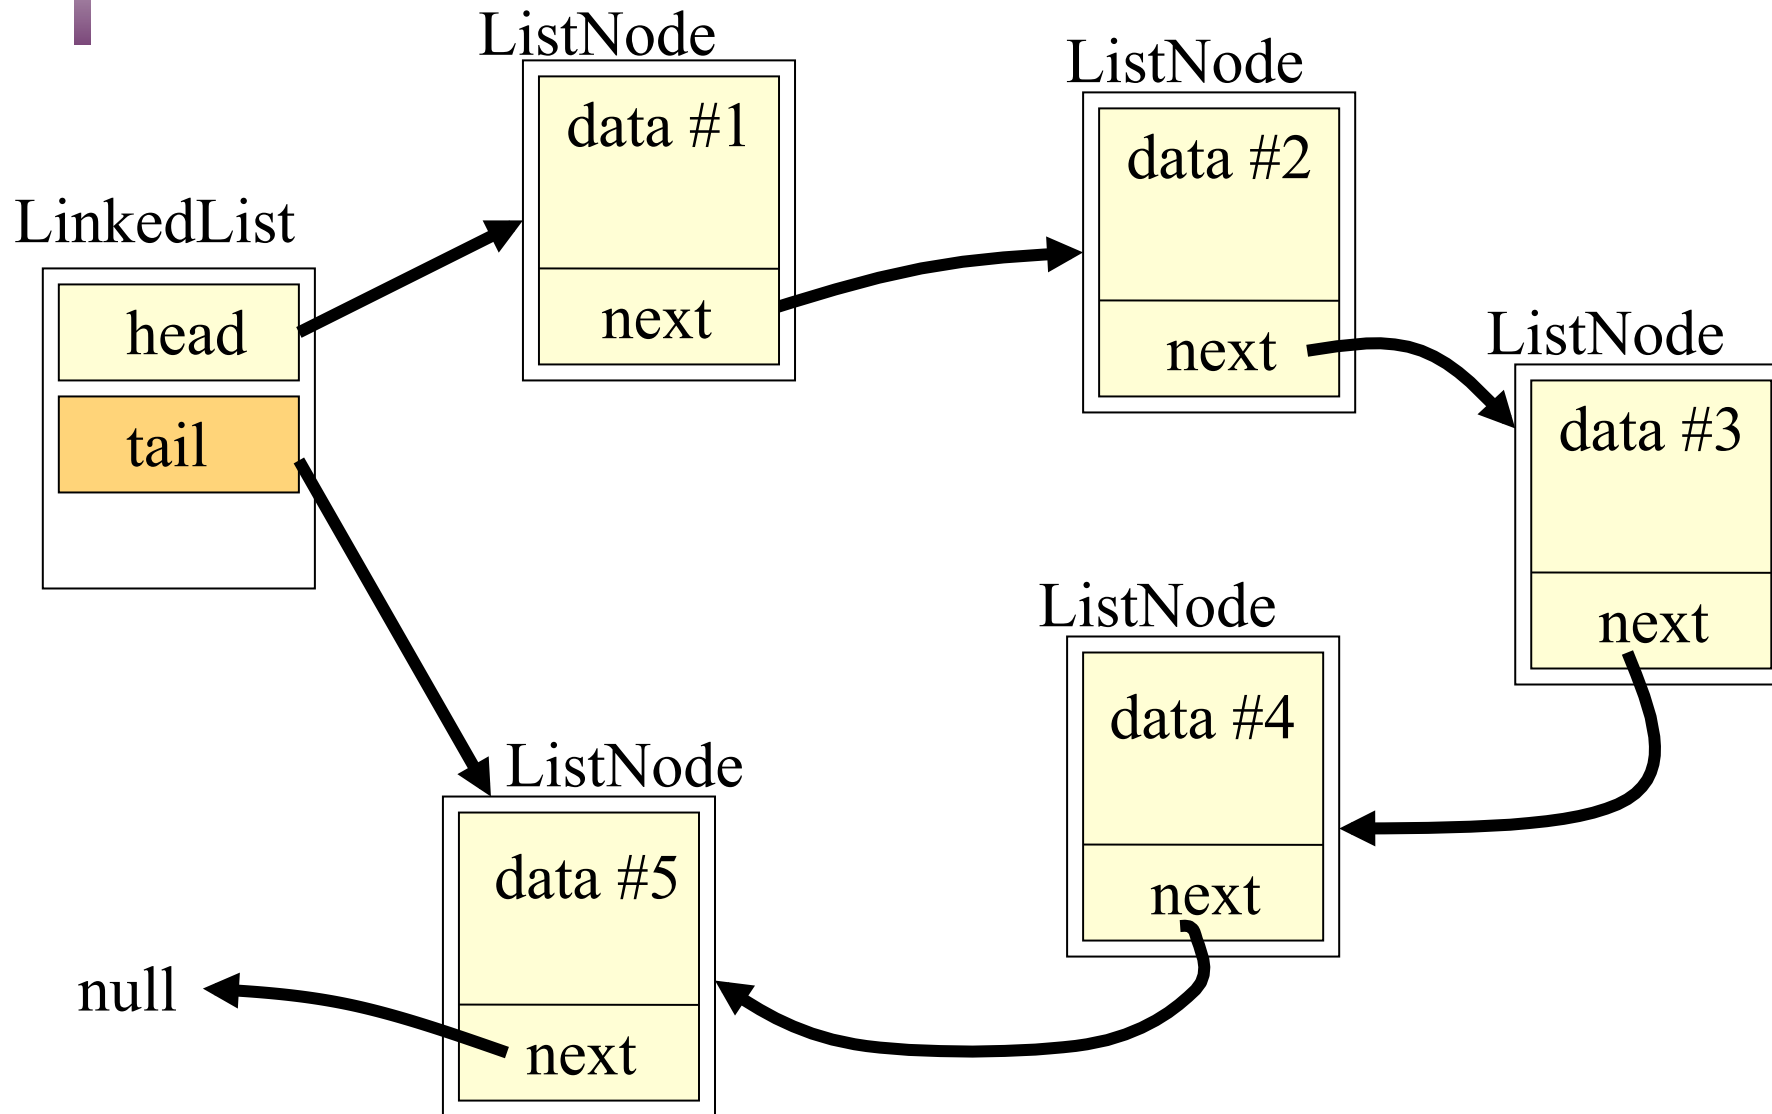 LinkedList
head
tail
ListNode
data #1
next
ListNode
data #2
next
ListNode
data #3
next
ListNode
data #4
next
ListNode
data #5
next
null